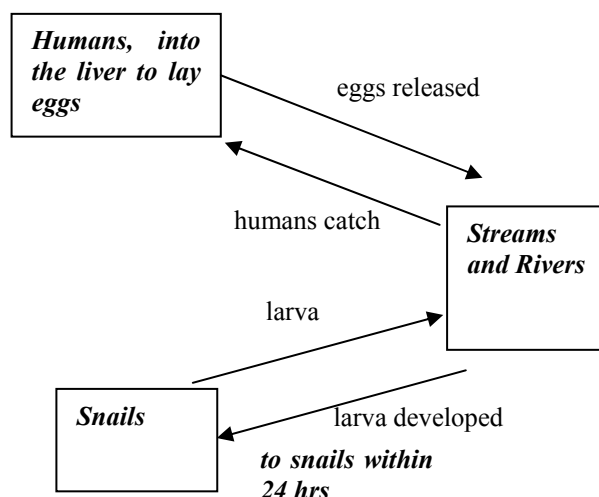 Humans, into
the liver to lay
eggs
eggs released
humans catch
Streams
and Rivers
larva
Snails
larva developed
to snails within
24 hrs